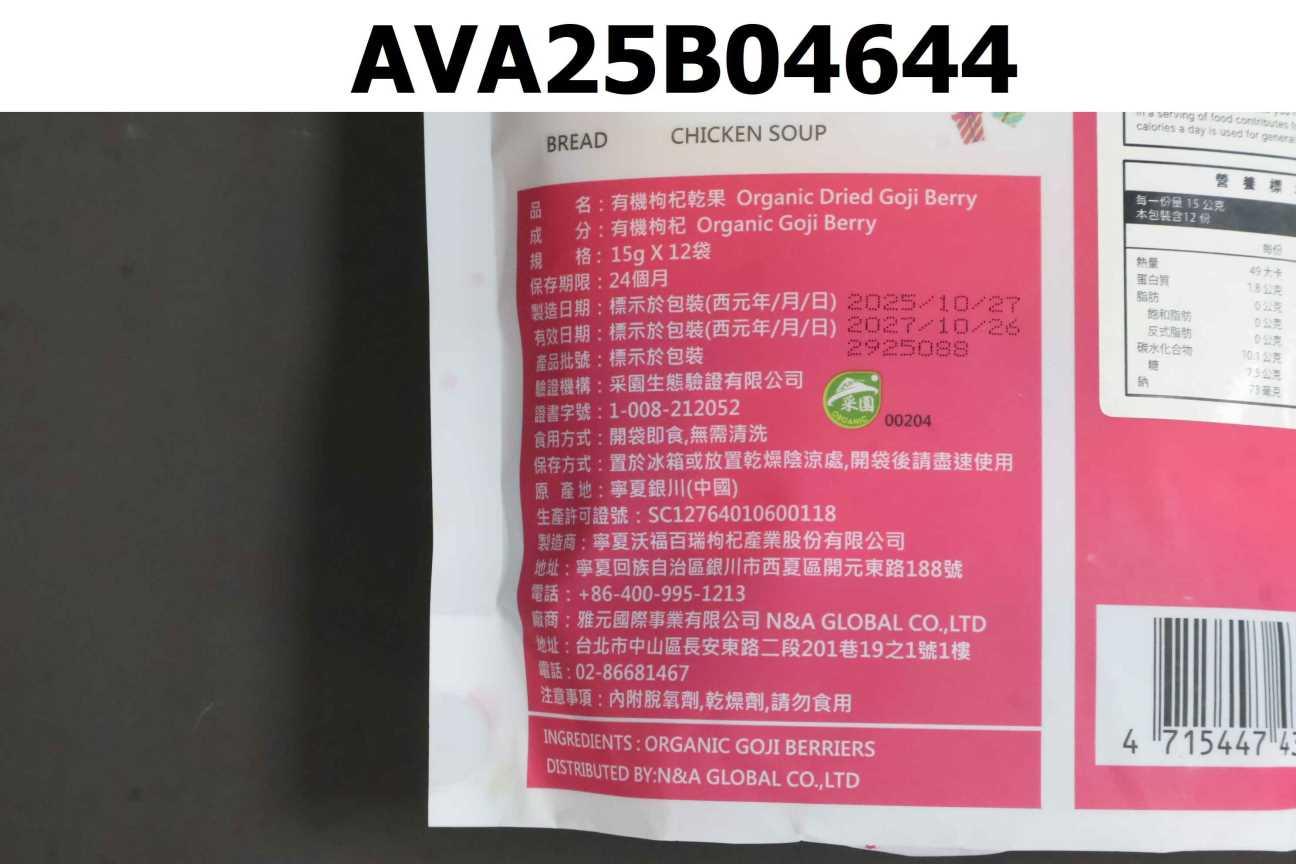 AVA25B04644
BREAD CHICKEN SOUP
品 名：有機枸杞乾果 Organic Dried Goji Berry
成 分：有機枸杞 Organic Goji Berry
規 格：15g X 12袋
保存期限：24個月
製造日期：標示於包裝(西元年/月/日) 2025/10/27
有效日期：標示於包裝(西元年/月/日) 2027/10/26
產品批號：標示於包裝 2925088
驗證機構：采園生態驗證有限公司
證書字號：1-008-212052
采園
ORGANIC
00204
食用方式：開袋即食,無需清洗
保存方式：置於冰箱或放置乾燥陰涼處,開袋後請盡速使用
原 產地：寧夏銀川(中國)
生產許可證號：SC12764010600118
製造商：寧夏沃福百瑞枸杞產業股份有限公司
地址：寧夏回族自治區銀川市西夏區開元東路188號
電話：+86-400-995-1213
廠商：雅元國際事業有限公司 N&A GLOBAL CO.,LTD
地址：台北市中山區長安東路二段201巷19之1號1樓
電話：02-86681467
注意事項：內附脫氧劑,乾燥劑,請勿食用
INGREDIENTS : ORGANIC GOJI BERRIERS
DISTRIBUTED BY:N&A GLOBAL CO.,LTD
in a serving of food contributes
calories a day is used for genera
營 養 標
每一份量 15 公克
本包裝含12 份
每份
熱量 49 大卡
蛋白質 1.8 公克
脂肪 0 公克
飽和脂肪 0 公克
反式脂肪 0 公克
碳水化合物 10.1 公克
糖 7.5 公克
鈉 73 毫克
4 715447 43